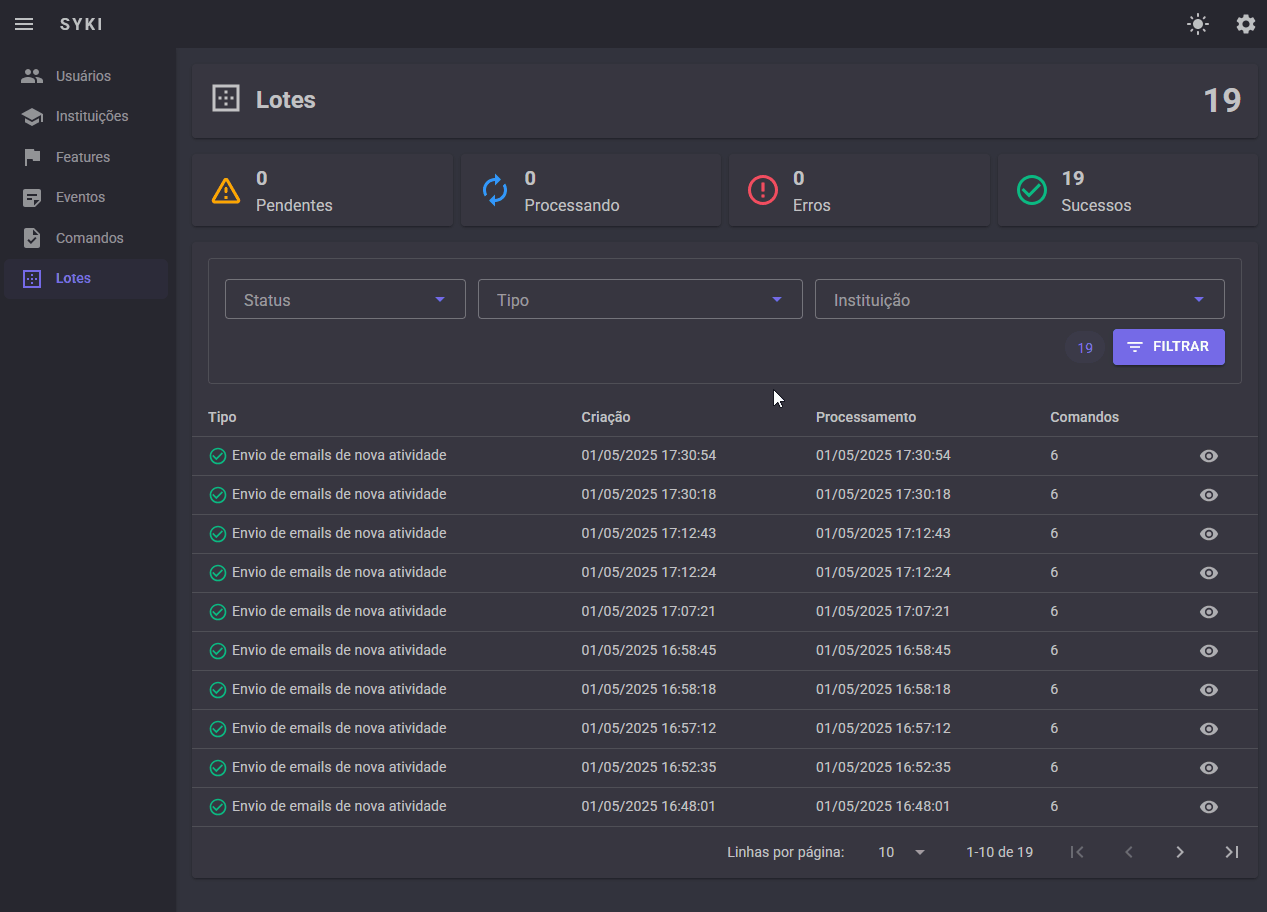 SYKI
Usuários
Instituições
Features
Eventos
Comandos
Lotes
Lotes 19
0
Pendentes
0
Processando
0
Erros
19
Sucessos
Status Tipo Instituição
19 FILTRAR
Tipo Criação Processamento Comandos
Envio de emails de nova atividade 01/05/2025 17:30:54 01/05/2025 17:30:54 6
Envio de emails de nova atividade 01/05/2025 17:30:18 01/05/2025 17:30:18 6
Envio de emails de nova atividade 01/05/2025 17:12:43 01/05/2025 17:12:43 6
Envio de emails de nova atividade 01/05/2025 17:12:24 01/05/2025 17:12:24 6
Envio de emails de nova atividade 01/05/2025 17:07:21 01/05/2025 17:07:21 6
Envio de emails de nova atividade 01/05/2025 16:58:45 01/05/2025 16:58:45 6
Envio de emails de nova atividade 01/05/2025 16:58:18 01/05/2025 16:58:18 6
Envio de emails de nova atividade 01/05/2025 16:57:12 01/05/2025 16:57:12 6
Envio de emails de nova atividade 01/05/2025 16:52:35 01/05/2025 16:52:35 6
Envio de emails de nova atividade 01/05/2025 16:48:01 01/05/2025 16:48:01 6
Linhas por página: 10 1-10 de 19